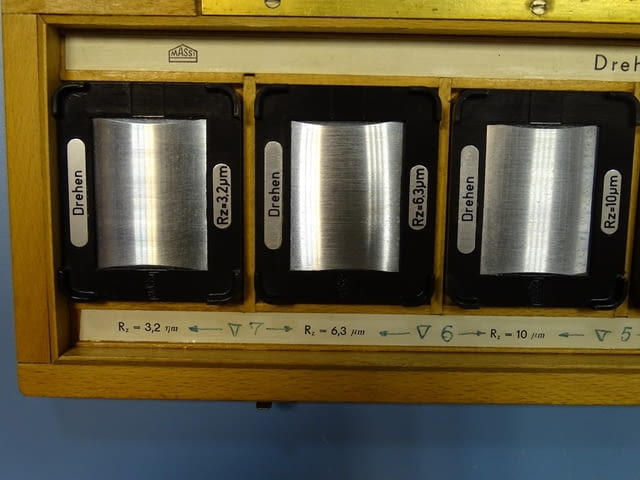 MASSI
Dreh
Drehen
Rz=3,2µm
Drehen
Rz=6,3µm
Drehen
Rz=10µm
Rz = 3,2 ηm ← ▽ 7 → Rz = 6,3 µm ← ▽ 6 → Rz = 10 µm ← ▽ 5